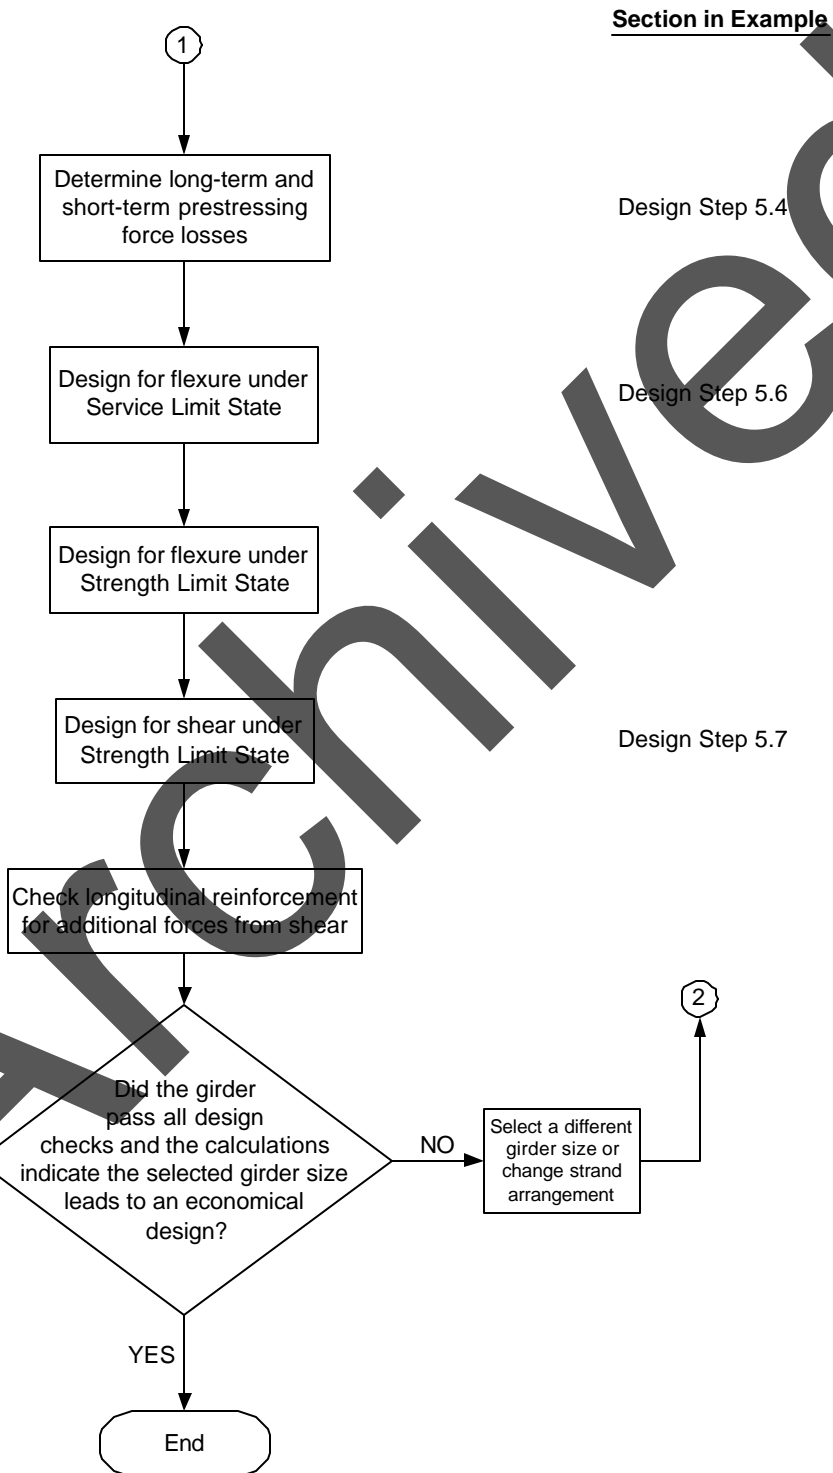 Section in Example
1
Determine long-term and
short-term prestressing
force losses
Design Step 5.4
Design for flexure under
Service Limit State
Design Step 5.6
Design for flexure under
Strength Limit State
Design for shear under
Strength Limit State
Design Step 5.7
Check longitudinal reinforcement
for additional forces from shear
Did the girder
pass all design
checks and the calculations
indicate the selected girder size
leads to an economical
design?
NO
Select a different
girder size or
change strand
arrangement
2
YES
End
Archived